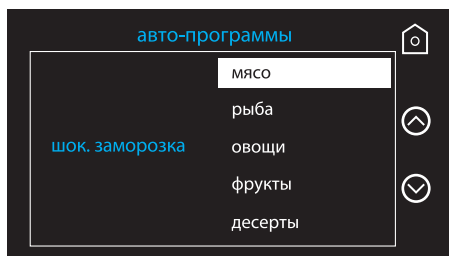 авто-программы
мясо
рыба
шок. заморозка
овощи
фрукты
десерты